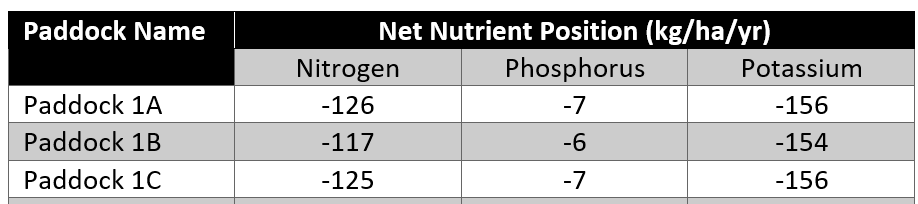 Paddock Name Net Nutrient Position (kg/ha/yr)
Nitrogen Phosphorus Potassium
Paddock 1A -126 -7 -156
Paddock 1B -117 -6 -154
Paddock 1C -125 -7 -156